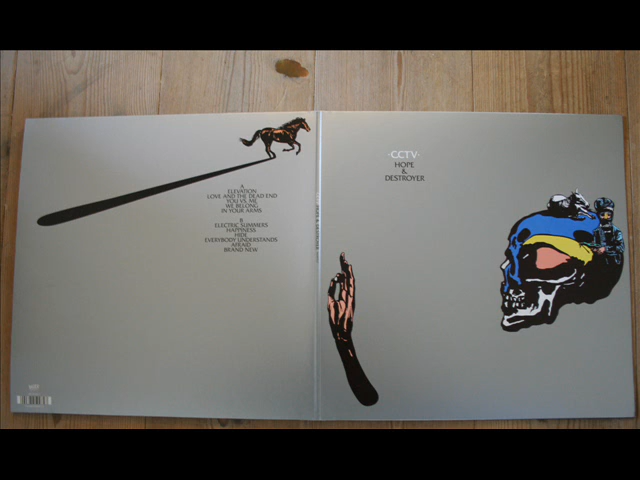 A
ELEVATION
LOVE AND THE DEAD END
YOU VS. ME
WE BELONG
IN YOUR ARMS
B
ELECTRIC SUMMERS
HAPPINESS
HIDE
EVERYBODY UNDERSTANDS
AFRAID
BRAND NEW
·CCTV·
HOPE
&
DESTROYER